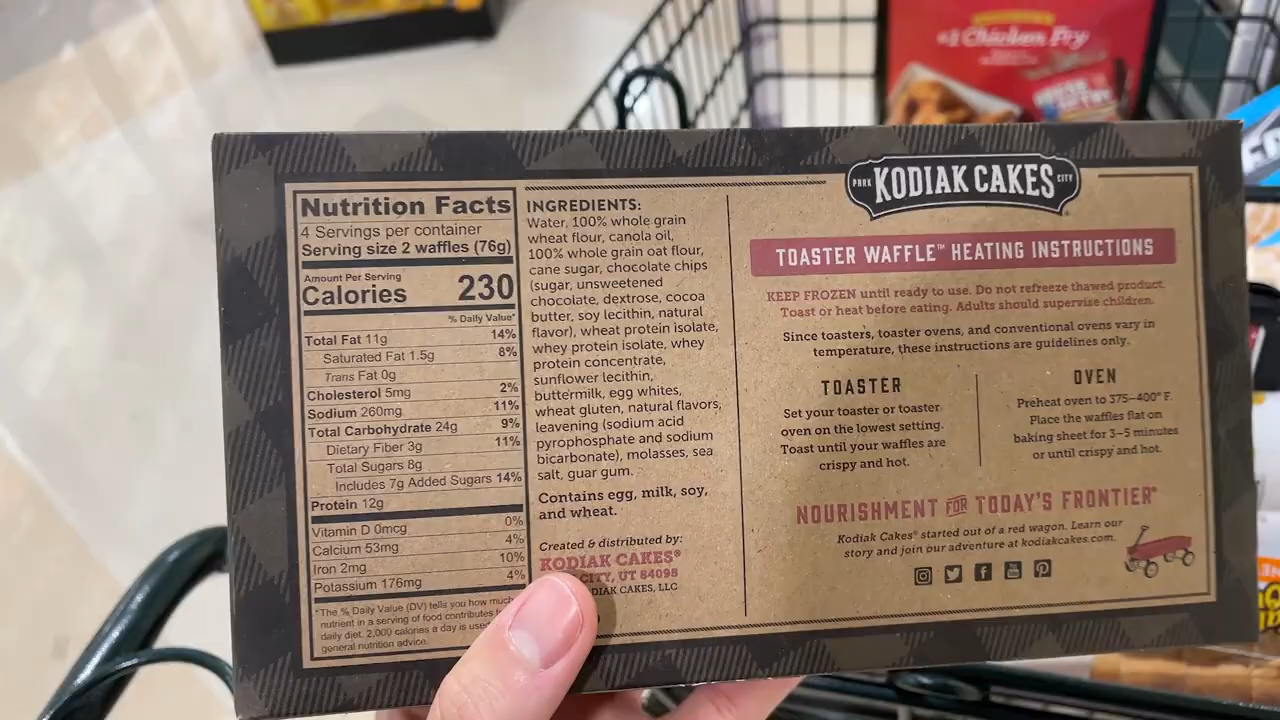 #1 Chicken Fry
PARK KODIAK CAKES CITY
Nutrition Facts
4 Servings per container
Serving size 2 waffles (76g)
Amount Per Serving
Calories 230
% Daily Value*
Total Fat 11g 14%
Saturated Fat 1.5g 8%
Trans Fat 0g
Cholesterol 5mg 2%
Sodium 260mg 11%
Total Carbohydrate 24g 9%
Dietary Fiber 3g 11%
Total Sugars 8g
Includes 7g Added Sugars 14%
Protein 12g
Vitamin D 0mcg 0%
Calcium 53mg 4%
Iron 2mg 10%
Potassium 176mg 4%
*The % Daily Value (DV) tells you how much
nutrient in a serving of food contributes
daily diet. 2,000 calories a day is used
general nutrition advice.
INGREDIENTS:
Water, 100% whole grain
wheat flour, canola oil,
100% whole grain oat flour,
cane sugar, chocolate chips
(sugar, unsweetened
chocolate, dextrose, cocoa
butter, soy lecithin, natural
flavor), wheat protein isolate,
whey protein isolate, whey
protein concentrate,
sunflower lecithin,
buttermilk, egg whites,
wheat gluten, natural flavors,
leavening (sodium acid
pyrophosphate and sodium
bicarbonate), molasses, sea
salt, guar gum.
Contains egg, milk, soy,
and wheat.
Created & distributed by:
KODIAK CAKES®
CITY, UT 84098
CAKES, LLC
TOASTER WAFFLE™ HEATING INSTRUCTIONS
KEEP FROZEN until ready to use. Do not refreeze thawed product.
Toast or heat before eating. Adults should supervise children.
Since toasters, toaster ovens, and conventional ovens vary in
temperature, these instructions are guidelines only.
TOASTER
Set your toaster or toaster
oven on the lowest setting.
Toast until your waffles are
crispy and hot.
OVEN
Preheat oven to 375–400° F.
Place the waffles flat on
baking sheet for 3–5 minutes
or until crispy and hot.
NOURISHMENT FOR TODAY'S FRONTIER®
Kodiak Cakes® started out of a red wagon. Learn our
story and join our adventure at kodiakcakes.com.